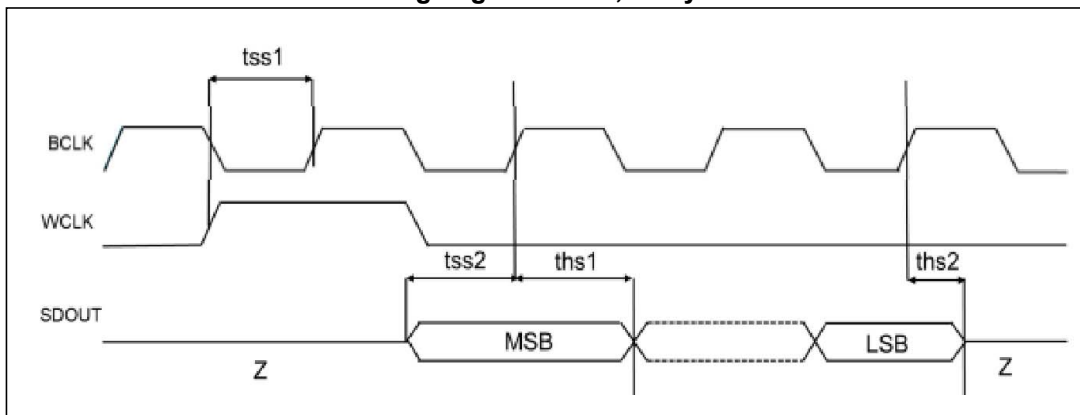 tss1
BCLK
WCLK
tss2
ths1
ths2
SDOUT
MSB
LSB
Z
Z